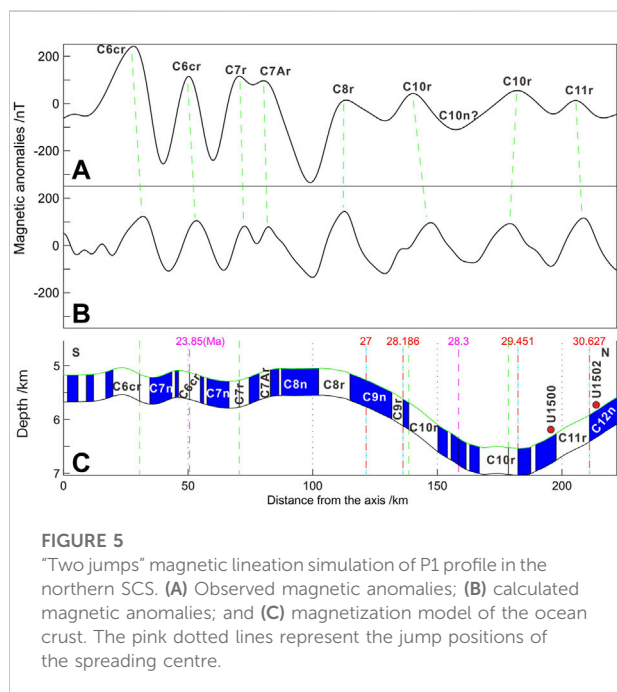 200
0
-200
Magnetic anomalies /nT
C6cr
C6cr
C7r
C7Ar
C8r
C10r
C10n?
C10r
C11r
A
200
0
-200
B
23.85(Ma)
27
28.186
28.3
29.451
30.627
S
N
5
6
7
Depth /km
C6cr
C7n
C6cr
C7n
C7r
C7Ar
C8n
C8r
C9n
C9r
C10r
C10r
C11r
C12n
U1500
U1502
C
0
50
100
150
200
Distance from the axis /km
FIGURE 5
"Two jumps" magnetic lineation simulation of P1 profile in the
northern SCS. (A) Observed magnetic anomalies; (B) calculated
magnetic anomalies; and (C) magnetization model of the ocean
crust. The pink dotted lines represent the jump positions of
the spreading centre.